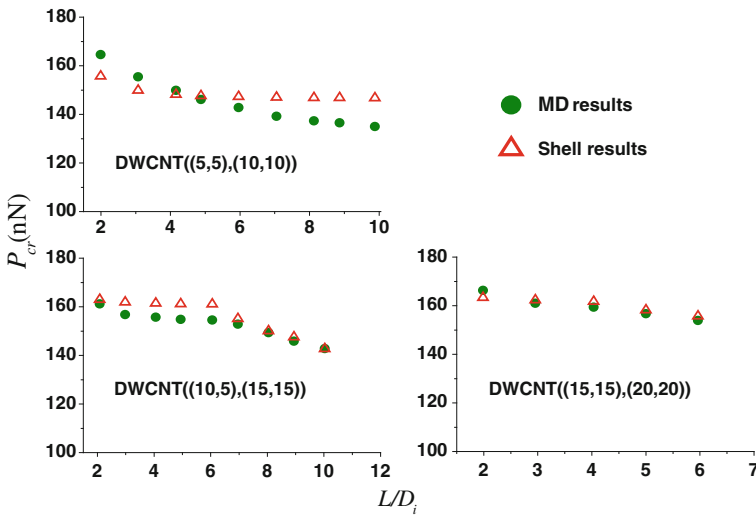 180
160
140
120
100
2 4 6 8 10
DWCNT((5,5),(10,10))
MD results
Shell results
P_cr(nN)
180
160
140
120
100
2 4 6 8 10 12
DWCNT((10,5),(15,15))
180
160
140
120
100
2 3 4 5 6 7
DWCNT((15,15),(20,20))
L/D_i